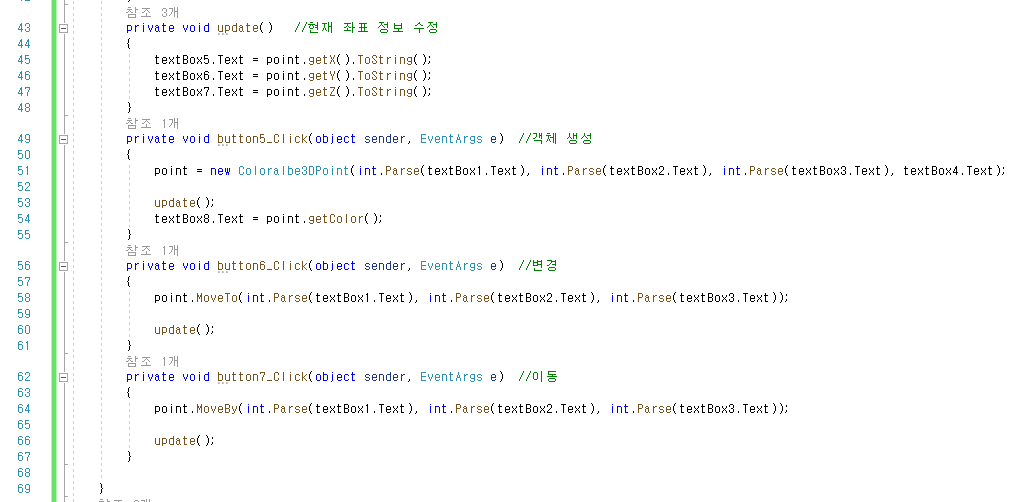 참조 3개
43 private void update() //현재 좌표 정보 수정
44 {
45 textBox5.Text = point.getX().ToString();
46 textBox6.Text = point.getY().ToString();
47 textBox7.Text = point.getZ().ToString();
48 }
참조 1개
49 private void button5_Click(object sender, EventArgs e) //객체 생성
50 {
51 point = new Coloralbe3DPoint(int.Parse(textBox1.Text), int.Parse(textBox2.Text), int.Parse(textBox3.Text), textBox4.Text);
52
53 update();
54 textBox8.Text = point.getColor();
55 }
참조 1개
56 private void button6_Click(object sender, EventArgs e) //변경
57 {
58 point.MoveTo(int.Parse(textBox1.Text), int.Parse(textBox2.Text), int.Parse(textBox3.Text));
59
60 update();
61 }
참조 1개
62 private void button7_Click(object sender, EventArgs e) //이동
63 {
64 point.MoveBy(int.Parse(textBox1.Text), int.Parse(textBox2.Text), int.Parse(textBox3.Text));
65
66 update();
67 }
68
69 }